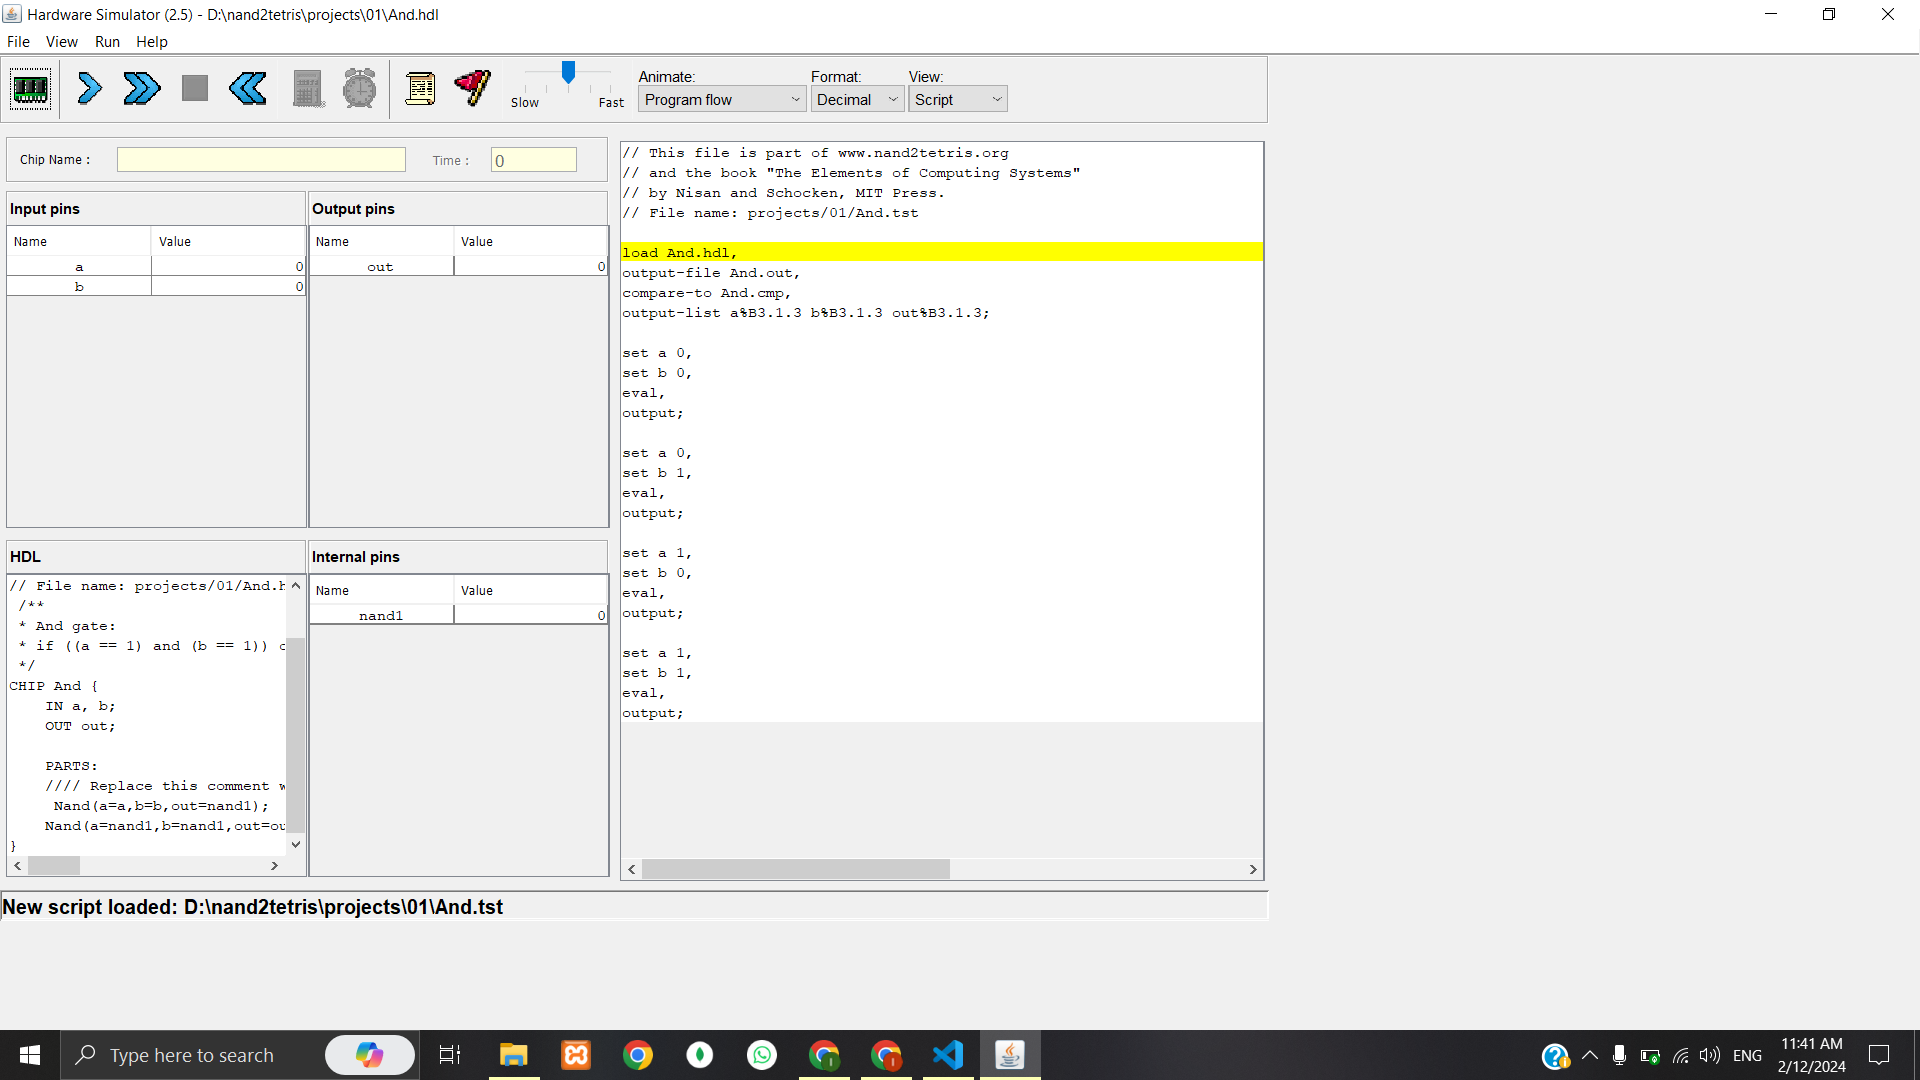 Hardware Simulator (2.5) - D:\nand2tetris\projects\01\And.hdl
File View Run Help
Slow Fast
Animate: Format: View:
Program flow Decimal Script
Chip Name : Time : 0
Input pins
Name Value
a 0
b 0
Output pins
Name Value
out 0
HDL
// File name: projects/01/And.h
/**
* And gate:
* if ((a == 1) and (b == 1)) o
*/
CHIP And {
IN a, b;
OUT out;
PARTS:
//// Replace this comment w
Nand(a=a,b=b,out=nand1);
Nand(a=nand1,b=nand1,out=ou
}
Internal pins
Name Value
nand1 0
// This file is part of www.nand2tetris.org
// and the book "The Elements of Computing Systems"
// by Nisan and Schocken, MIT Press.
// File name: projects/01/And.tst
load And.hdl,
output-file And.out,
compare-to And.cmp,
output-list a%B3.1.3 b%B3.1.3 out%B3.1.3;
set a 0,
set b 0,
eval,
output;
set a 0,
set b 1,
eval,
output;
set a 1,
set b 0,
eval,
output;
set a 1,
set b 1,
eval,
output;
New script loaded: D:\nand2tetris\projects\01\And.tst
Type here to search
ENG
11:41 AM
2/12/2024